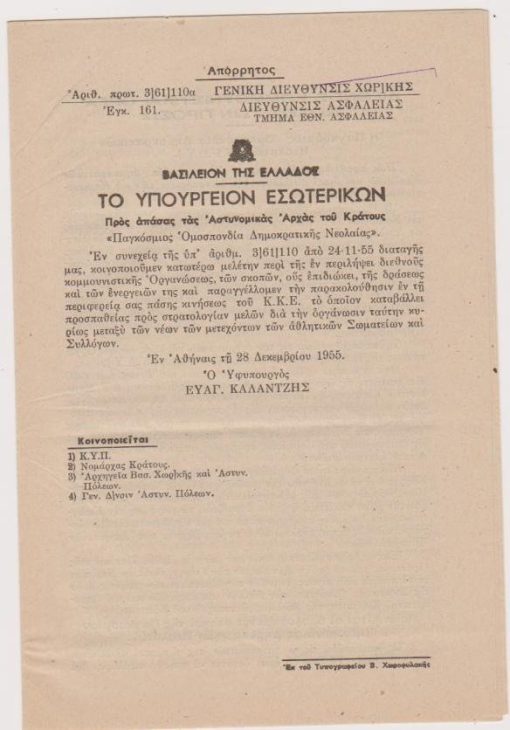 Απόρρητος
Ἀριθ. πρωτ. 3]61]110α ΓΕΝΙΚΗ ΔΙΕΥΘΥΝΣΙΣ ΧΩΡ]ΚΗΣ
Ἐγκ. 161. ΔΙΕΥΘΥΝΣΙΣ ΑΣΦΑΛΕΙΑΣ
ΤΜΗΜΑ ΕΘΝ. ΑΣΦΑΛΕΙΑΣ
ΒΑΣΙΛΕΙΟΝ ΤΗΣ ΕΛΛΑΔΟΣ
ΤΟ ΥΠΟΥΡΓΕΙΟΝ ΕΣΩΤΕΡΙΚΩΝ
Πρὸς ἁπάσας τὰς Ἀστυνομικὰς Ἀρχὰς τοῦ Κράτους
«Παγκόσμιος Ὁμοσπονδία Δημοκρατικῆς Νεολαίας».
Ἐν συνεχείᾳ τῆς ὑπ' ἀριθμ. 3]61]110 ἀπὸ 24-11-55 διαταγῆς
μας, κοινοποιοῦμεν κατωτέρω μελέτην περὶ τῆς ἐν περιλήψει διεθνοῦς
κομμουνιστικῆς Ὀργανώσεως, τῶν σκοπῶν, οὓς ἐπιδιώκει, τῆς δράσεως
καὶ τῶν ἐνεργειῶν της καὶ παραγγέλλομεν τὴν παρακολούθησιν ἐν τῇ
περιφερείᾳ σας πάσης κινήσεως τοῦ Κ.Κ.Ε. τὸ ὁποῖον καταβάλλει
προσπαθείας πρὸς στρατολογίαν μελῶν διὰ τὴν ὀργάνωσιν ταύτην κυ-
ρίως μεταξὺ τῶν νέων τῶν μετεχόντων τῶν ἀθλητικῶν Σωματείων καὶ
Συλλόγων.
Ἐν Ἀθήναις τῇ 28 Δεκεμβρίου 1955.
Ὁ Ὑφυπουργὸς
ΕΥΑΓ. ΚΑΛΑΝΤΖΗΣ
Κοινοποιεῖται
1) Κ.Υ.Π.
2) Νομάρχας Κράτους.
3) Ἀρχηγεῖα Βασ. Χωρ]κῆς καὶ Ἀστυν.
Πόλεων.
4) Γεν. Δ]νσιν Ἀστυν. Πόλεων.
Ἐκ τοῦ Τυπογραφείου Β. Χωροφυλακῆς